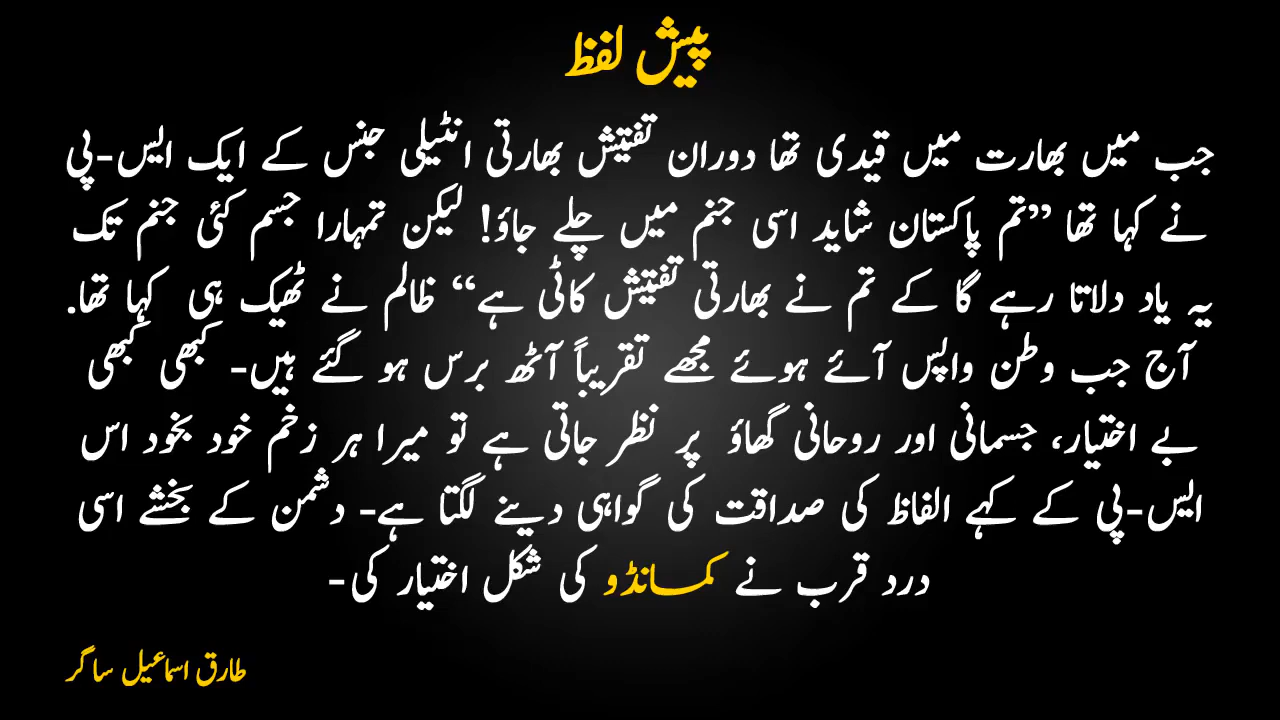 پیش لفظ
جب میں بھارت میں قیدی تھا دوران تفتیش بھارتی انٹیلی جنس کے ایک ایس-پی
نے کہا تھا ”تم پاکستان شاید اسی جنم میں چلے جاؤ! لیکن تمہارا جسم کئی جنم تک
یہ یاد دلاتا رہے گا کے تم نے بھارتی تفتیش کاٹی ہے“ ظالم نے ٹھیک ہی کہا تھا.
آج جب وطن واپس آئے ہوئے مجھے تقریباً آٹھ برس ہو گئے ہیں- کبھی کبھی
بے اختیار، جسمانی اور روحانی گھاؤ پر نظر جاتی ہے تو میرا ہر زخم خود بخود اس
ایس-پی کے کہے الفاظ کی صداقت کی گواہی دینے لگتا ہے- دشمن کے بخشے اسی
درد قرب نے کمانڈو کی شکل اختیار کی-
طارق اسماعیل ساگر